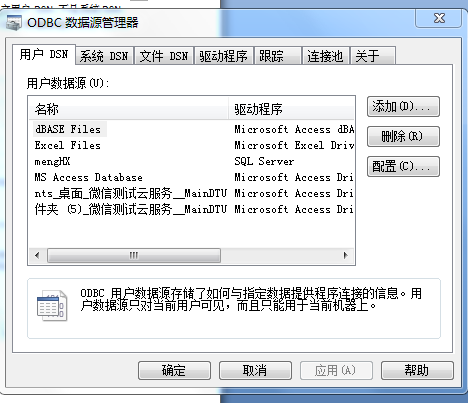 ODBC 数据源管理器
用户 DSN 系统 DSN 文件 DSN 驱动程序 跟踪 连接池 关于
用户数据源(U):
名称 驱动程序
dBASE Files Microsoft Access dBA
Excel Files Microsoft Excel Driv
mengHX SQL Server
MS Access Database Microsoft Access Dri
nts_桌面_微信测试云服务__MainDTU Microsoft Access Dri
件夹 (5)_微信测试云服务__MainDTU Microsoft Access Dri
添加(D)...
删除(R)
配置(C)...
ODBC 用户数据源存储了如何与指定数据提供程序连接的信息。用
户数据源只对当前用户可见，而且只能用于当前机器上。
确定 取消 应用(A) 帮助